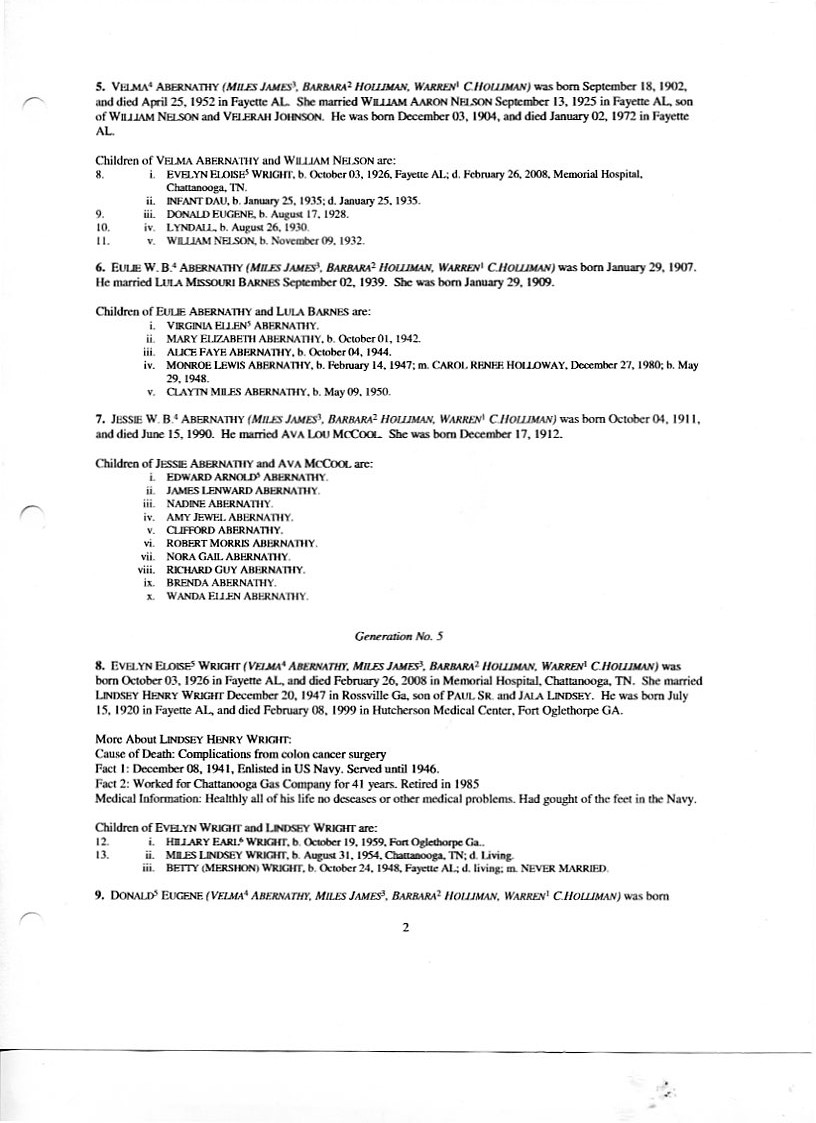 5. VELMA⁴ ABERNATHY (MILES JAMES³, BARBARA² HOLLIMAN, WARREN¹ C.HOLLIMAN) was born September 18, 1902,
and died April 25, 1952 in Fayette AL. She married WILLIAM AARON NELSON September 13, 1925 in Fayette AL, son
of WILLIAM NELSON and VELERAH JOHNSON. He was born December 03, 1904, and died January 02, 1972 in Fayette
AL.
Children of VELMA ABERNATHY and WILLIAM NELSON are:
8. i. EVELYN ELOISE⁵ WRIGHT, b. October 03, 1926, Fayette AL; d. February 26, 2008, Memorial Hospital,
Chattanooga, TN.
ii. INFANT DAU, b. January 25, 1935; d. January 25, 1935.
9. iii. DONALD EUGENE, b. August 17, 1928.
10. iv. LYNDALL, b. August 26, 1930.
11. v. WILLIAM NELSON, b. November 09, 1932.
6. EULIE W. B.⁴ ABERNATHY (MILES JAMES³, BARBARA² HOLLIMAN, WARREN¹ C.HOLLIMAN) was born January 29, 1907.
He married LULA MISSOURI BARNES September 02, 1939. She was born January 29, 1909.
Children of EULIE ABERNATHY and LULA BARNES are:
i. VIRGINIA ELLEN⁵ ABERNATHY.
ii. MARY ELIZABETH ABERNATHY, b. October 01, 1942.
iii. ALICE FAYE ABERNATHY, b. October 04, 1944.
iv. MONROE LEWIS ABERNATHY, b. February 14, 1947; m. CAROL RENEE HOLLOWAY, December 27, 1980; b. May
29, 1948.
v. CLAYTN MILES ABERNATHY, b. May 09, 1950.
7. JESSIE W. B.⁴ ABERNATHY (MILES JAMES³, BARBARA² HOLLIMAN, WARREN¹ C.HOLLIMAN) was born October 04, 1911,
and died June 15, 1990. He married AVA LOU MCCOOL. She was born December 17, 1912.
Children of JESSIE ABERNATHY and AVA MCCOOL are:
i. EDWARD ARNOLD⁵ ABERNATHY.
ii. JAMES LENWARD ABERNATHY.
iii. NADINE ABERNATHY.
iv. AMY JEWEL ABERNATHY.
v. CLIFFORD ABERNATHY.
vi. ROBERT MORRIS ABERNATHY.
vii. NORA GAIL ABERNATHY.
viii. RICHARD GUY ABERNATHY.
ix. BRENDA ABERNATHY.
x. WANDA ELLEN ABERNATHY.
Generation No. 5
8. EVELYN ELOISE⁵ WRIGHT (VELMA⁴ ABERNATHY, MILES JAMES³, BARBARA² HOLLIMAN, WARREN¹ C.HOLLIMAN) was
born October 03, 1926 in Fayette AL, and died February 26, 2008 in Memorial Hospital, Chattanooga, TN. She married
LINDSEY HENRY WRIGHT December 20, 1947 in Rossville Ga, son of PAUL SR. and JALA LINDSEY. He was born July
15, 1920 in Fayette AL, and died February 08, 1999 in Hutcherson Medical Center, Fort Oglethorpe GA.
More About LINDSEY HENRY WRIGHT:
Cause of Death: Complications from colon cancer surgery
Fact 1: December 08, 1941, Enlisted in US Navy. Served until 1946.
Fact 2: Worked for Chattanooga Gas Company for 41 years. Retired in 1985
Medical Information: Healthly all of his life no deseases or other medical problems. Had gought of the feet in the Navy.
Children of EVELYN WRIGHT and LINDSEY WRIGHT are:
12. i. HILLARY EARL⁶ WRIGHT, b. October 19, 1959, Fort Oglethorpe Ga..
13. ii. MILES LINDSEY WRIGHT, b. August 31, 1954, Chattanooga, TN; d. Living.
iii. BETTY (MERSHON) WRIGHT, b. October 24, 1948, Fayette AL; d. living; m. NEVER MARRIED.
9. DONALD⁵ EUGENE (VELMA⁴ ABERNATHY, MILES JAMES³, BARBARA² HOLLIMAN, WARREN¹ C.HOLLIMAN) was born
2